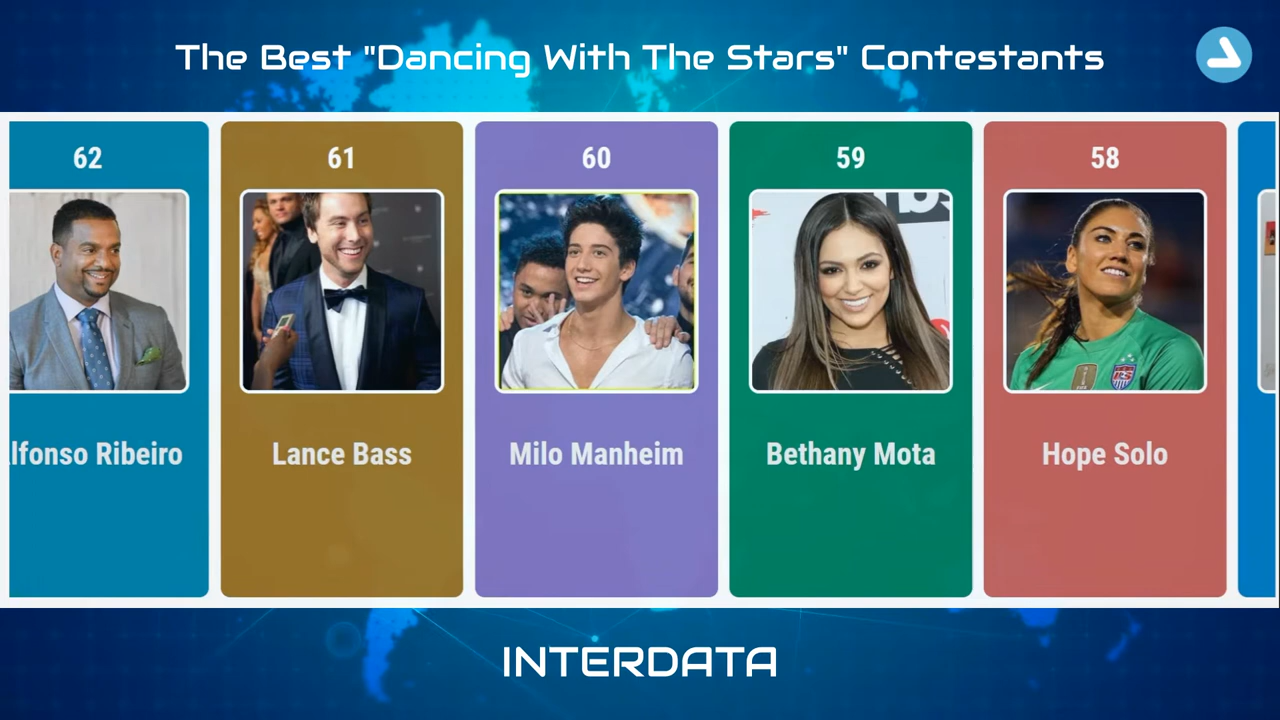 The Best "Dancing With The Stars" Contestants
62
61
60
59
58
lfonso Ribeiro
Lance Bass
Milo Manheim
Bethany Mota
Hope Solo
INTERDATA